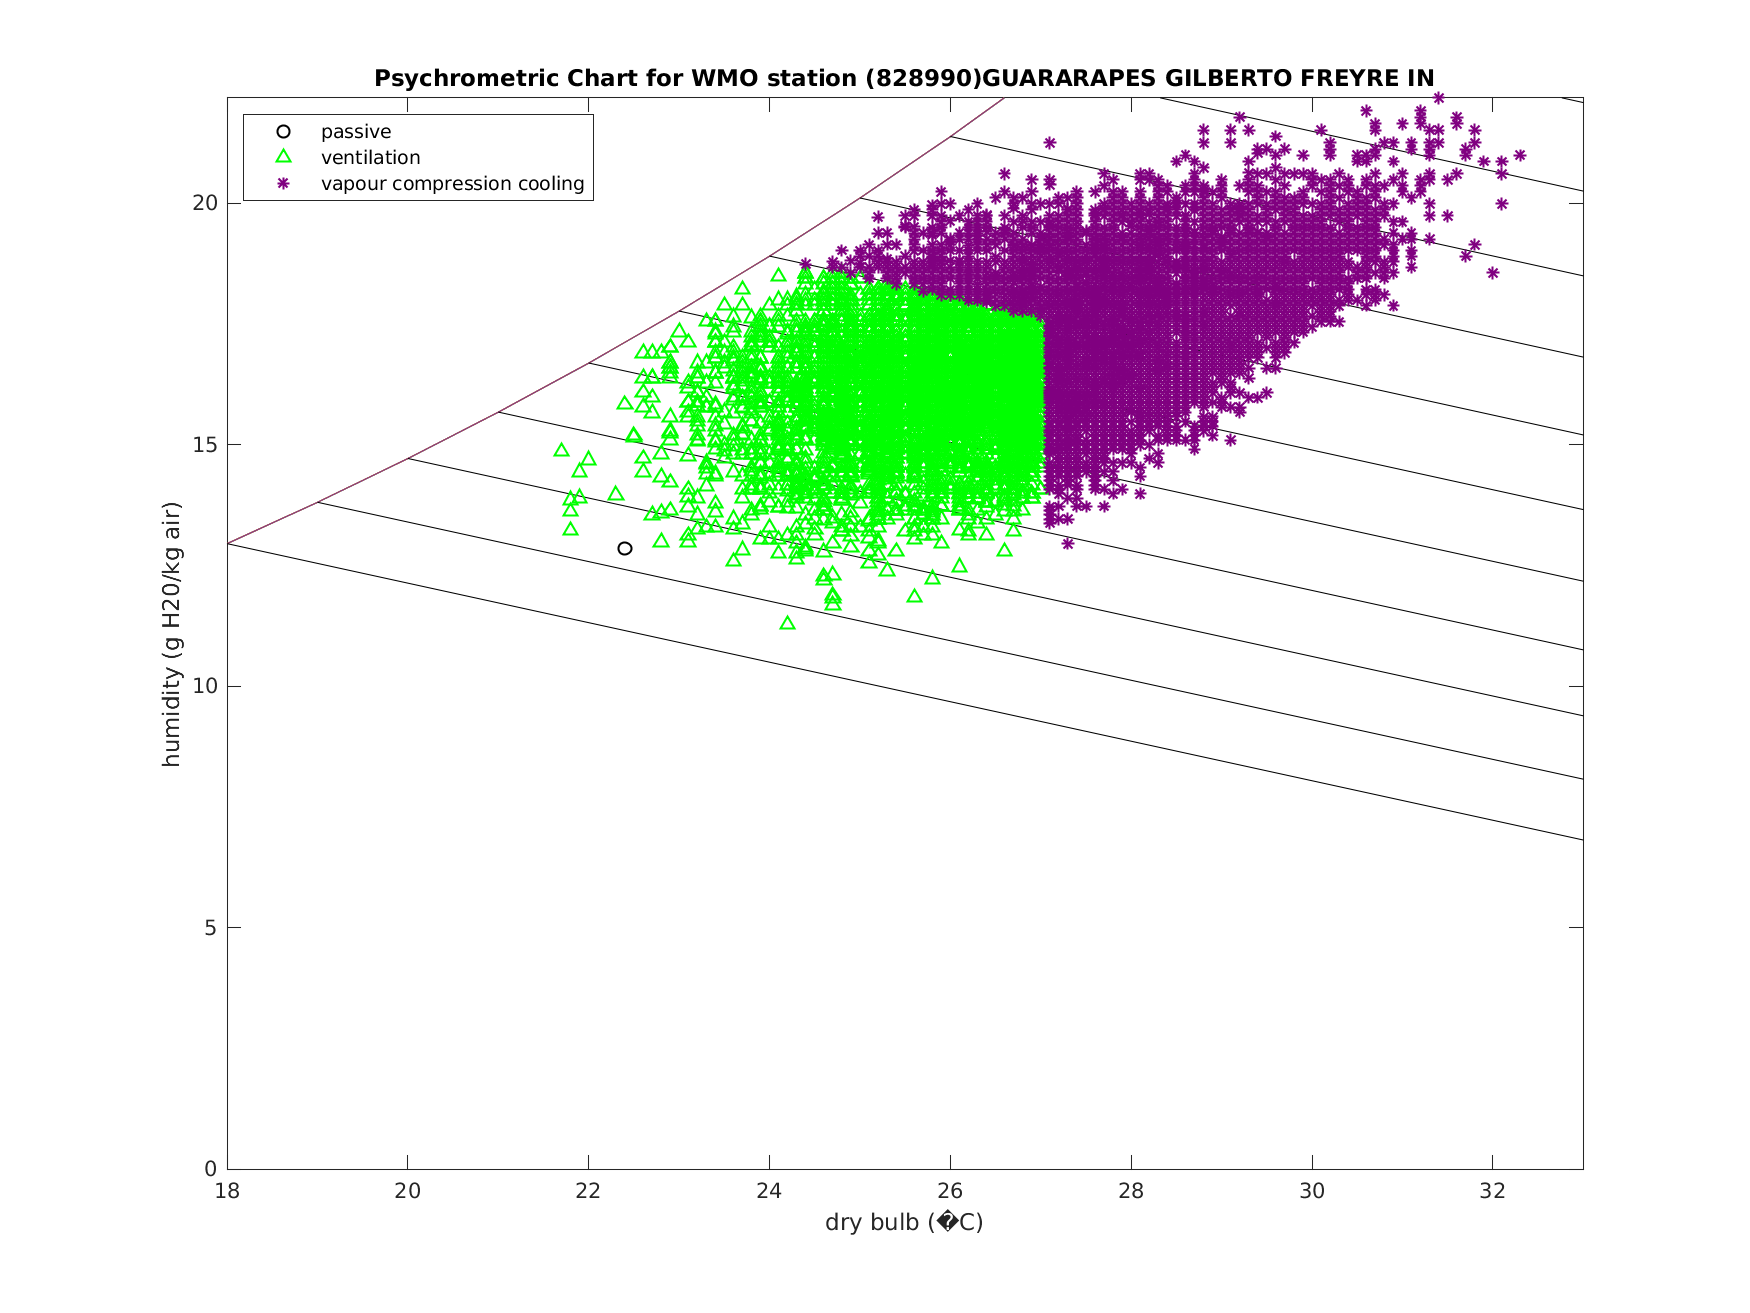 Psychrometric Chart for WMO station (828990)GUARARAPES GILBERTO FREYRE IN
passive
ventilation
vapour compression cooling
humidity (g H20/kg air)
20
15
10
5
0
18 20 22 24 26 28 30 32
dry bulb (�C)